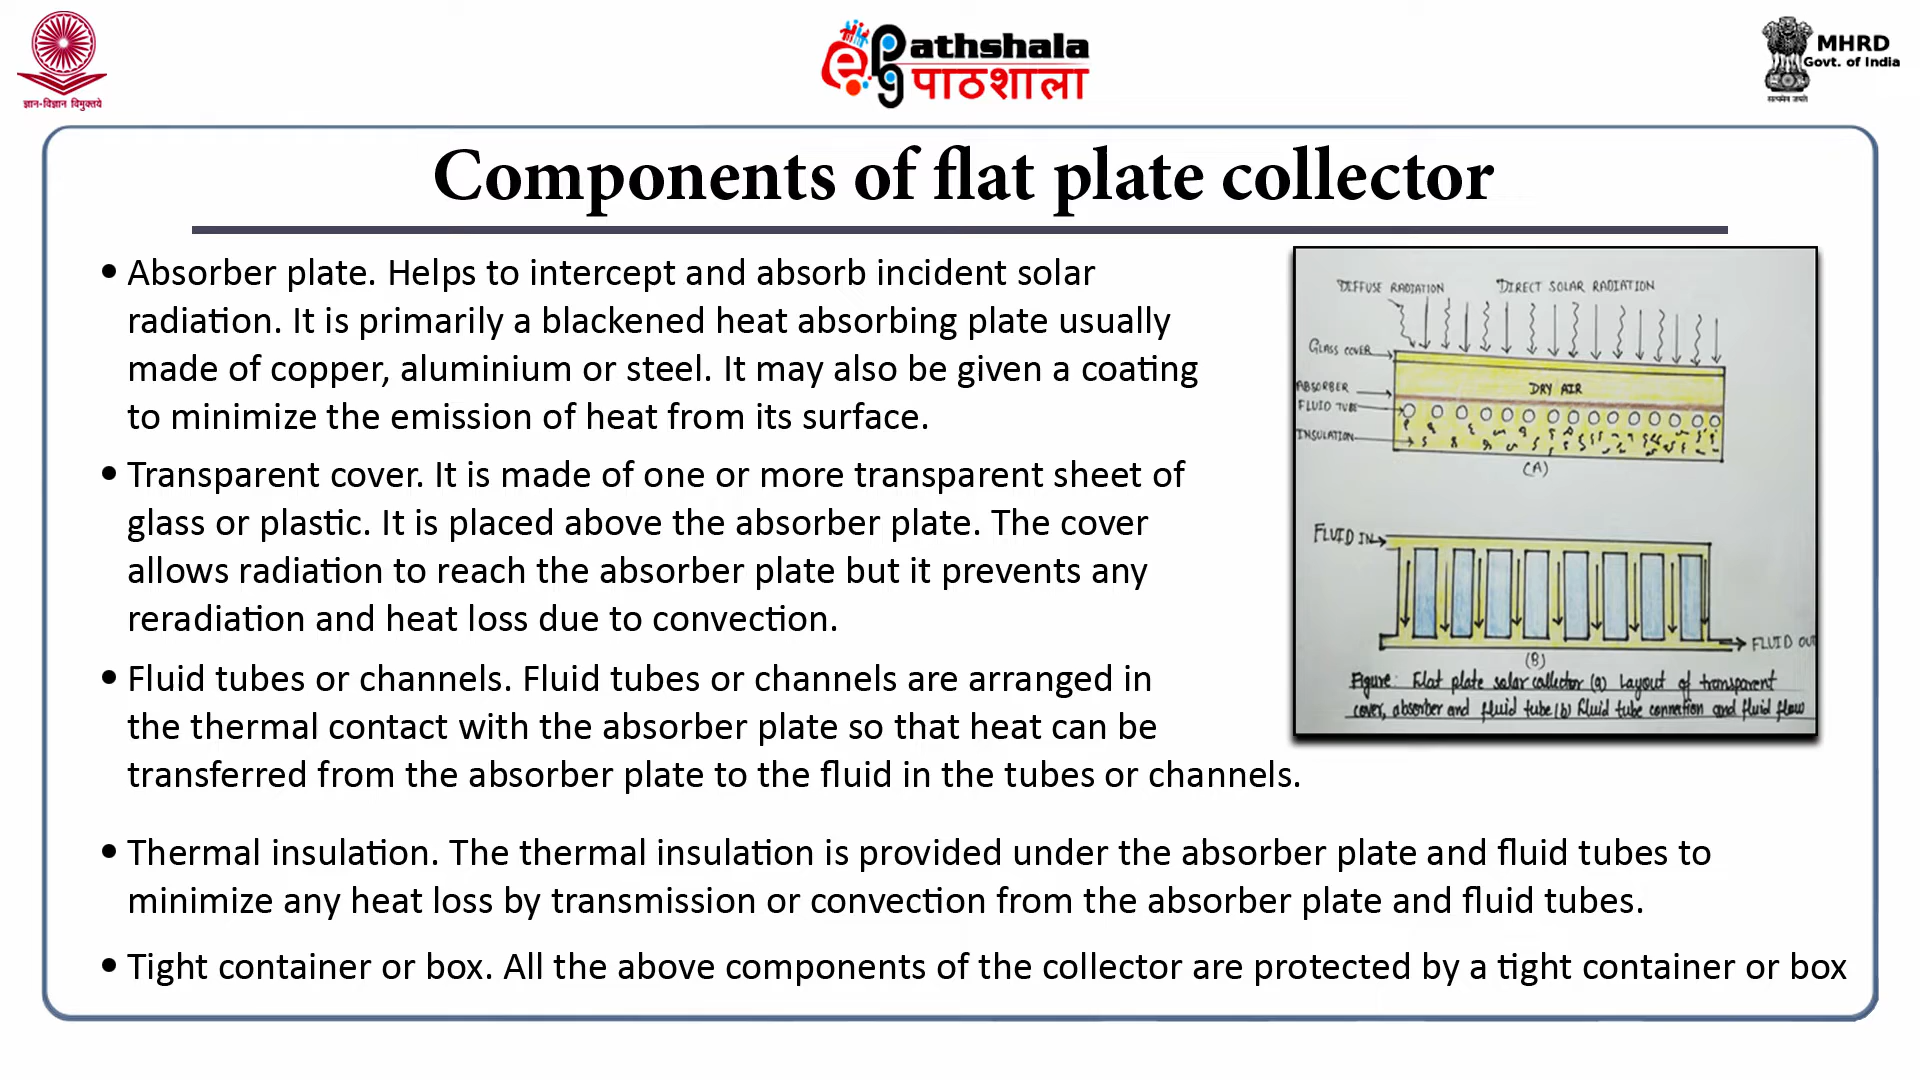 ज्ञान-विज्ञान विमुक्तये
ePathshala
पाठशाला
MHRD
Govt. of India
सत्यमेव जयते
Components of flat plate collector
• Absorber plate. Helps to intercept and absorb incident solar
radiation. It is primarily a blackened heat absorbing plate usually
made of copper, aluminium or steel. It may also be given a coating
to minimize the emission of heat from its surface.
• Transparent cover. It is made of one or more transparent sheet of
glass or plastic. It is placed above the absorber plate. The cover
allows radiation to reach the absorber plate but it prevents any
reradiation and heat loss due to convection.
• Fluid tubes or channels. Fluid tubes or channels are arranged in
the thermal contact with the absorber plate so that heat can be
transferred from the absorber plate to the fluid in the tubes or channels.
• Thermal insulation. The thermal insulation is provided under the absorber plate and fluid tubes to
minimize any heat loss by transmission or convection from the absorber plate and fluid tubes.
• Tight container or box. All the above components of the collector are protected by a tight container or box
DIFFUSE RADIATION DIRECT SOLAR RADIATION
GLASS COVER
DRY AIR
ABSORBER
FLUID TUBE
INSULATION
(A)
FLUID IN
FLUID OU
(B)
Figure: Flat plate solar collector (a) Layout of transparent
cover, absorber and fluid tube (b) Fluid tube connection and fluid flow